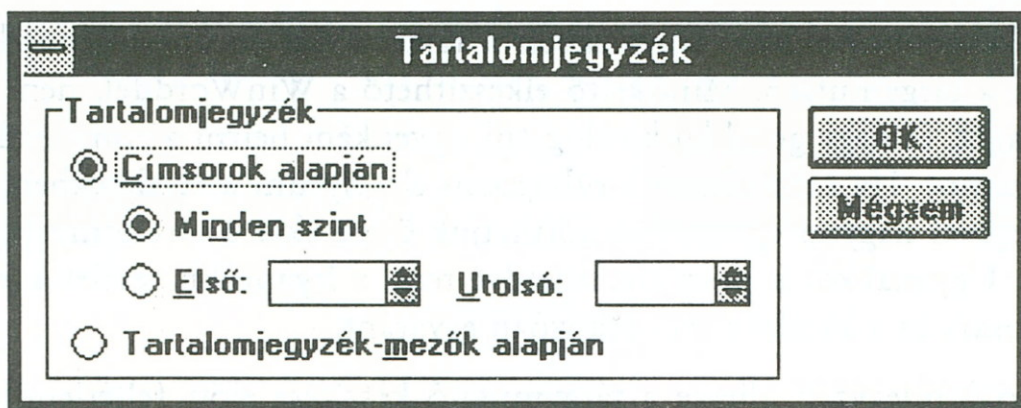 Tartalomjegyzék
Tartalomjegyzék
Címsorok alapján
Minden szint
Első: Utolsó:
Tartalomjegyzék-mezők alapján
OK
Mégsem